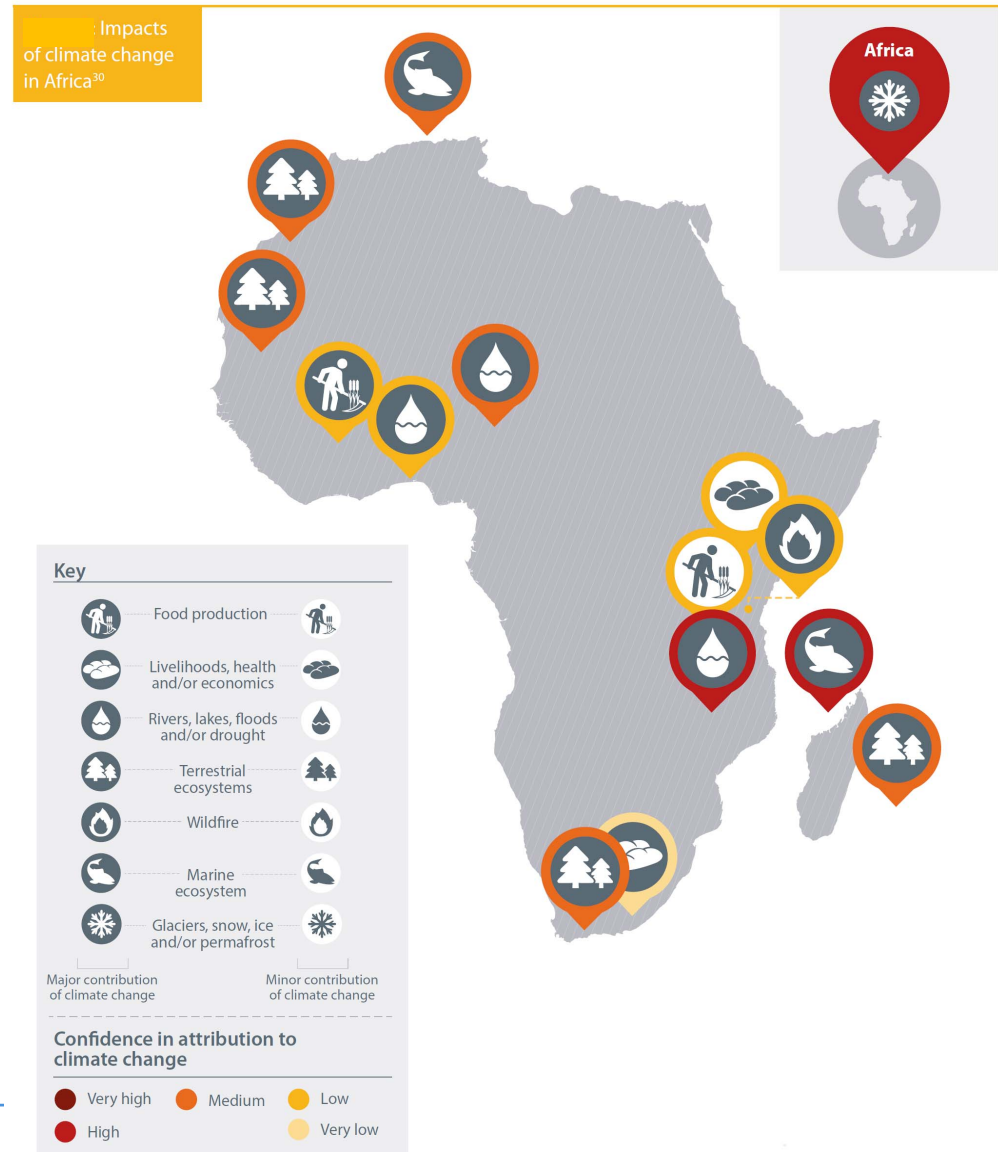 : Impacts
of climate change
in Africa³⁰
Africa
Key
Food production
Livelihoods, health
and/or economics
Rivers, lakes, floods
and/or drought
Terrestrial
ecosystems
Wildfire
Marine
ecosystem
Glaciers, snow, ice
and/or permafrost
Major contribution
of climate change
Minor contribution
of climate change
Confidence in attribution to
climate change
Very high
Medium
Low
High
Very low